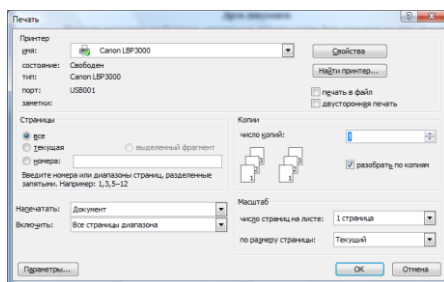 Печать
Принтер
имя: Canon LBP3000
Свойства
состояние: Свободен
тип: Canon LBP3000
Найти принтер...
порт: USB001
печать в файл
заметки:
двусторонняя печать
Страницы
все
текущая выделенный фрагмент
номера:
Введите номера или диапазоны страниц, разделенные
запятыми. Например: 1,3,5–12
Копии
число копий:
разобрать по копиям
Напечатать: Документ
Включить: Все страницы диапазона
Масштаб
число страниц на листе: 1 страница
по размеру страницы: Текущий
Параметры...
ОК Отмена